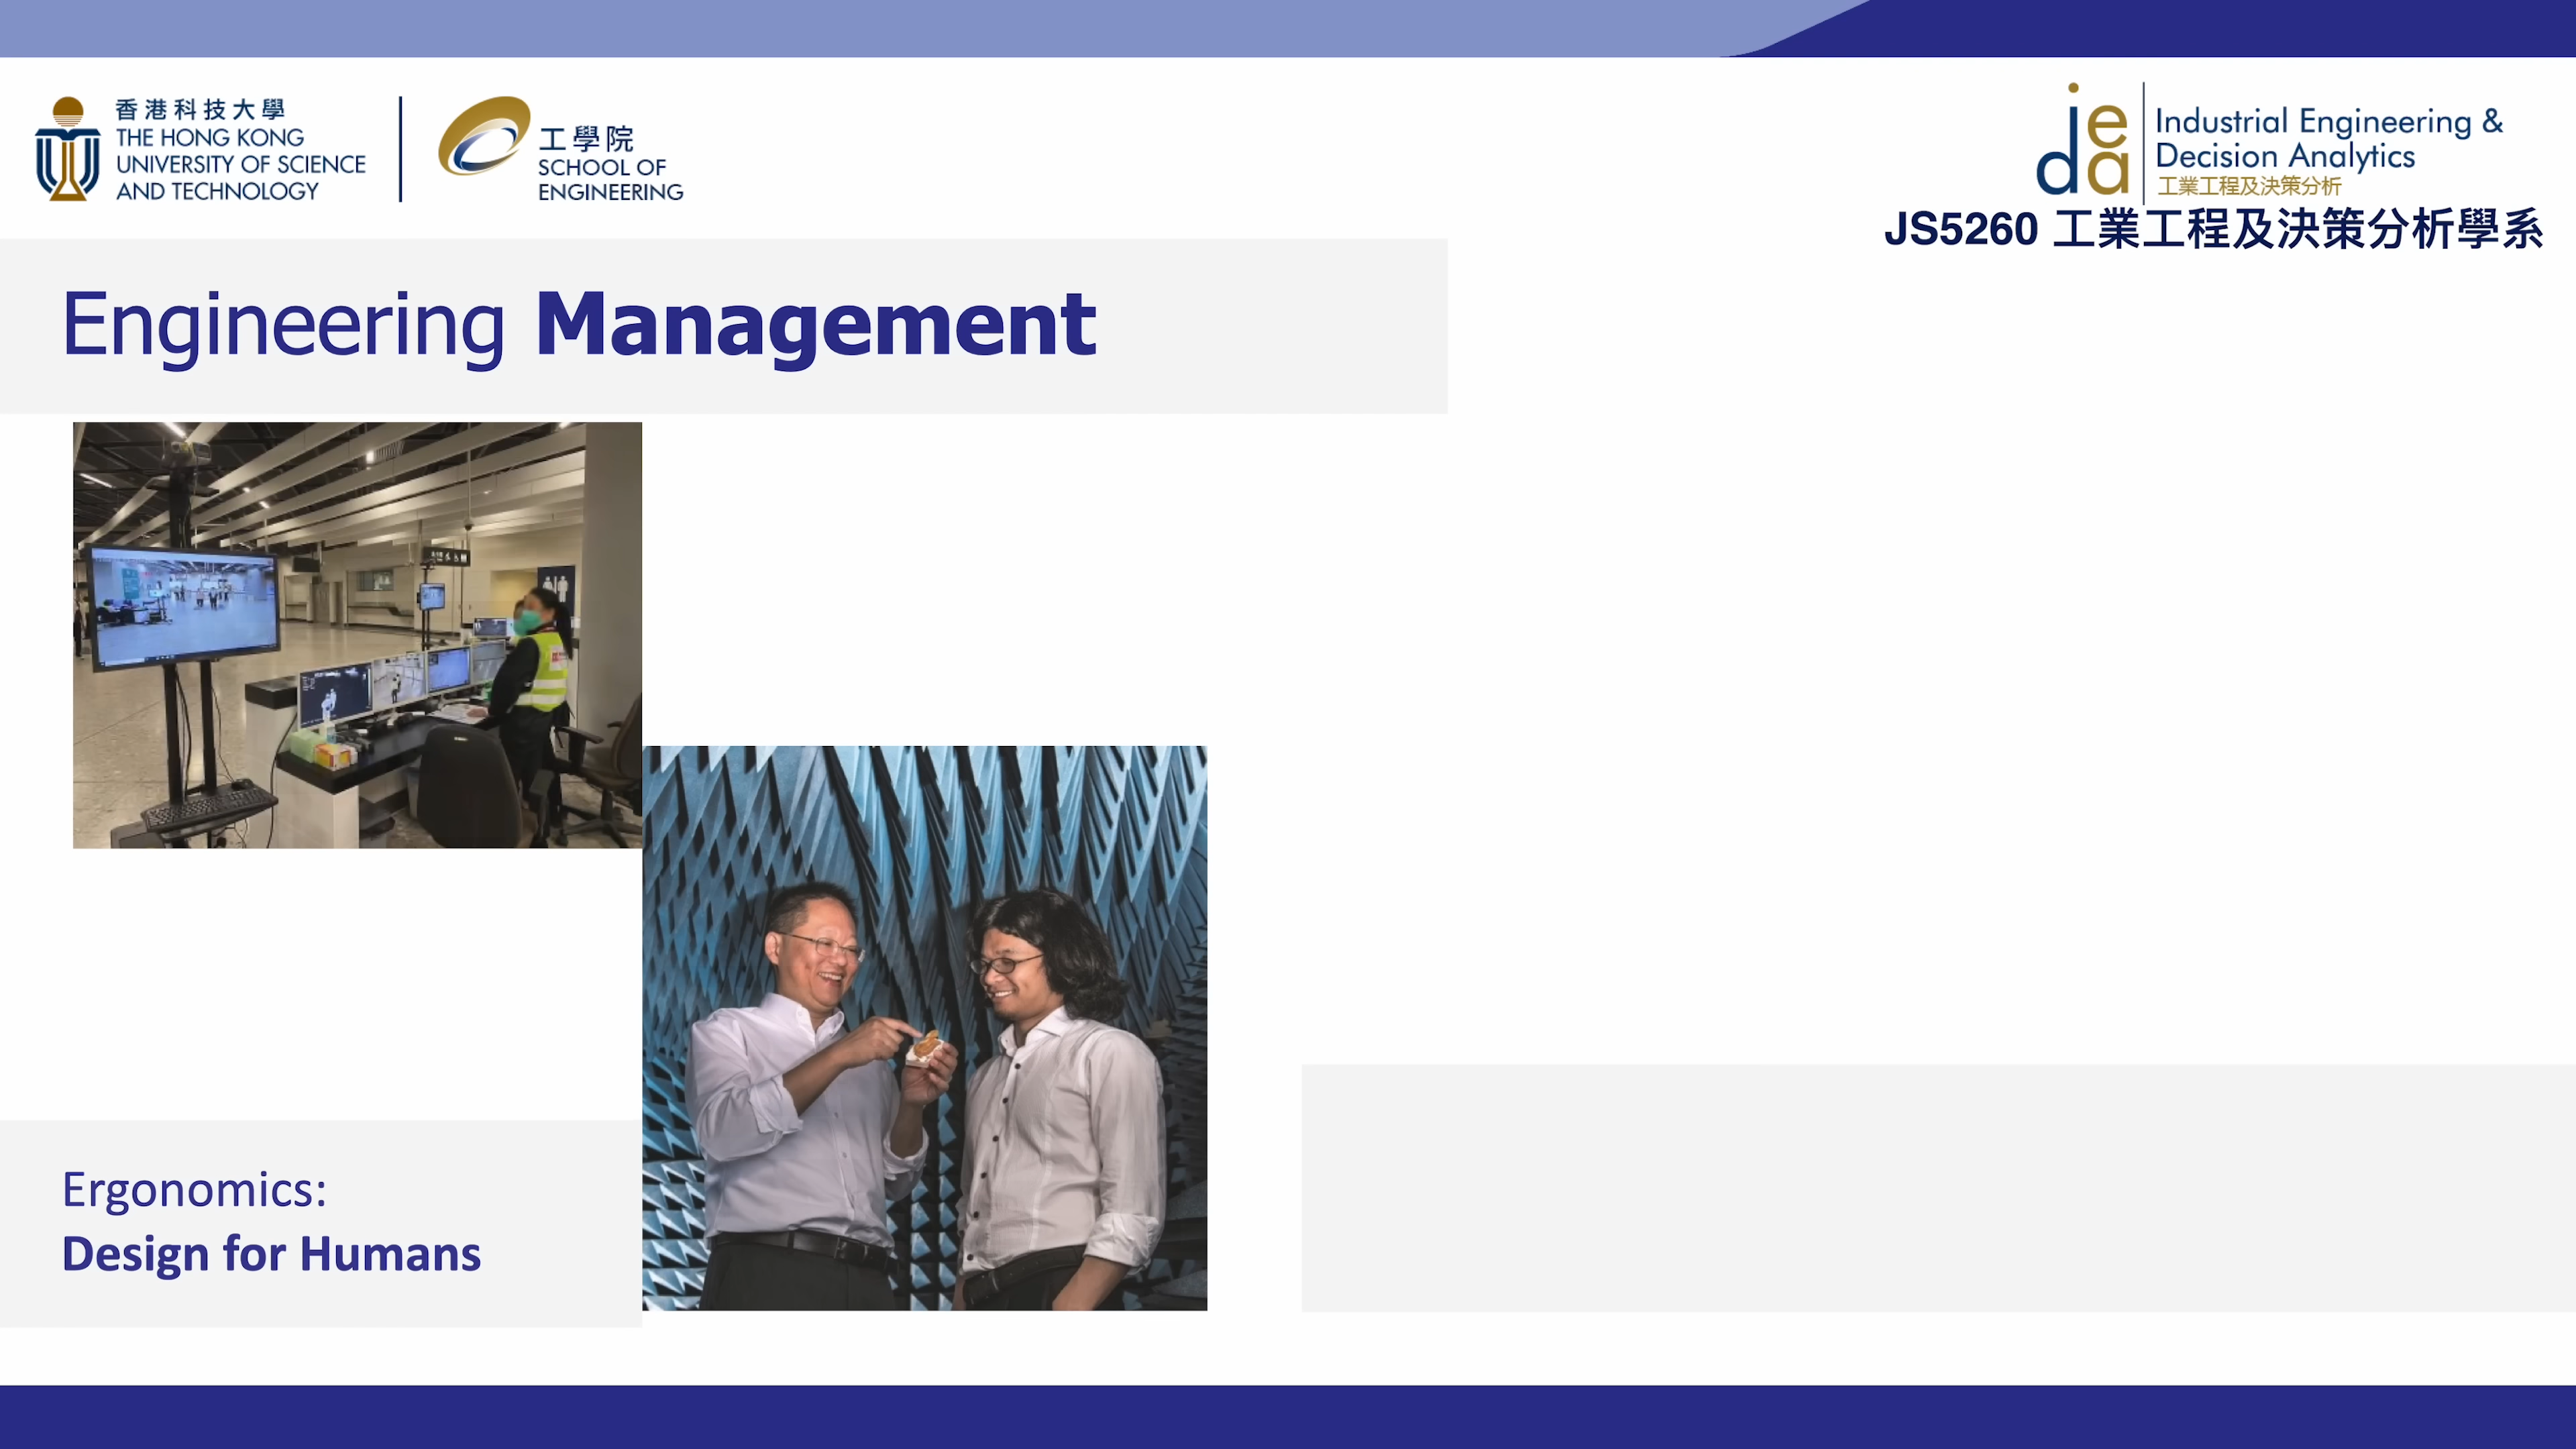 香港科技大學
THE HONG KONG
UNIVERSITY OF SCIENCE
AND TECHNOLOGY
工學院
SCHOOL OF
ENGINEERING
ieda
Industrial Engineering &
Decision Analytics
工業工程及決策分析
JS5260 工業工程及決策分析學系
Engineering Management
Ergonomics:
Design for Humans